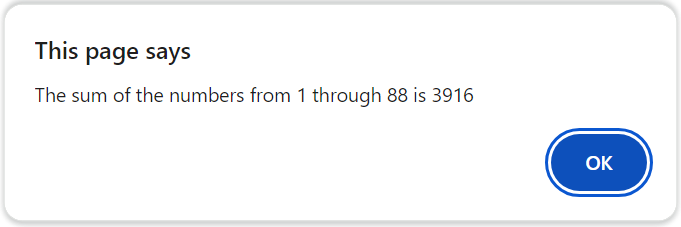 This page says
The sum of the numbers from 1 through 88 is 3916
OK